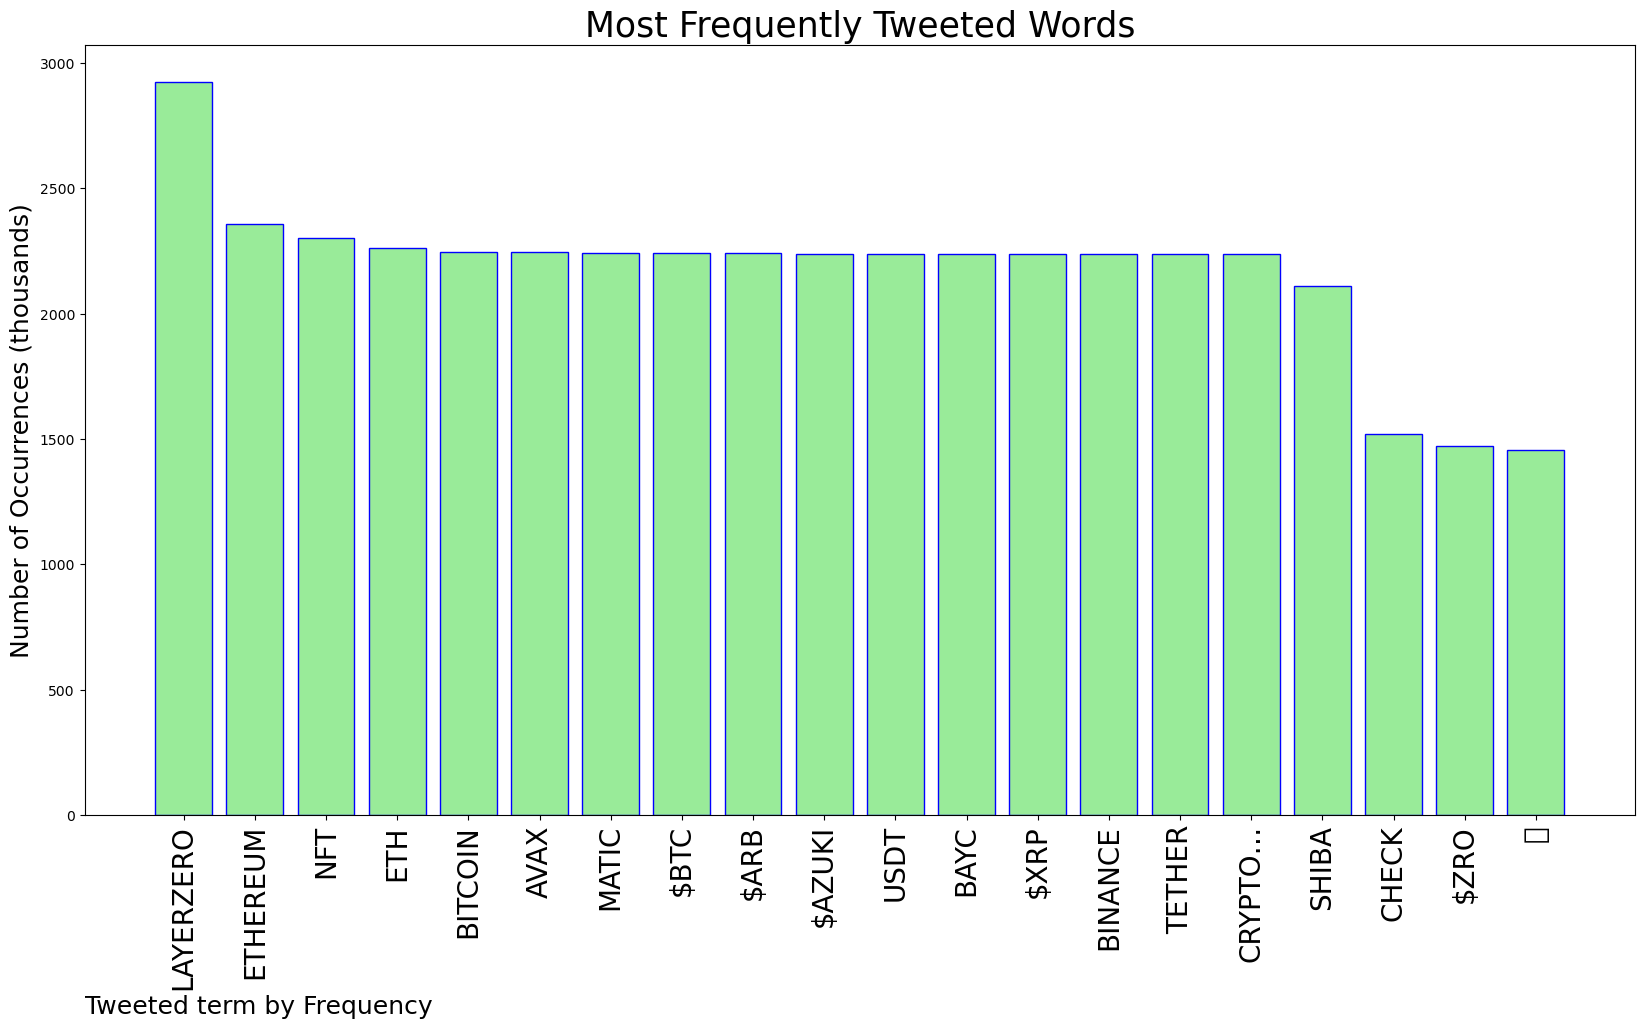 Most Frequently Tweeted Words
Number of Occurrences (thousands)
3000
2500
2000
1500
1000
500
0
LAYERZERO
ETHEREUM
NFT
ETH
BITCOIN
AVAX
MATIC
$BTC
$ARB
$AZUKI
USDT
BAYC
$XRP
BINANCE
TETHER
CRYPTO...
SHIBA
CHECK
$ZRO
Tweeted term by Frequency